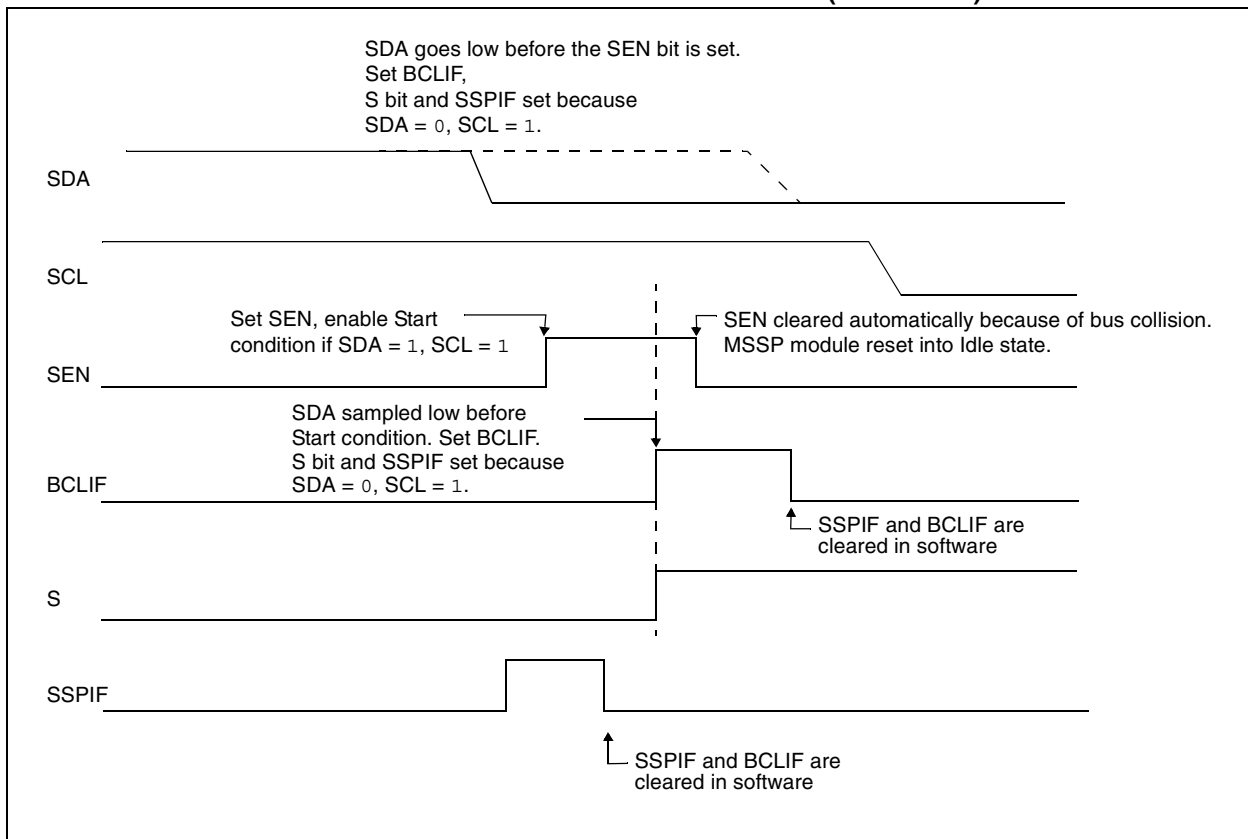 SDA goes low before the SEN bit is set.
Set BCLIF,
S bit and SSPIF set because
SDA = 0, SCL = 1.
SDA
SCL
Set SEN, enable Start
condition if SDA = 1, SCL = 1
SEN cleared automatically because of bus collision.
MSSP module reset into Idle state.
SEN
SDA sampled low before
Start condition. Set BCLIF.
S bit and SSPIF set because
SDA = 0, SCL = 1.
BCLIF
SSPIF and BCLIF are
cleared in software
S
SSPIF
SSPIF and BCLIF are
cleared in software